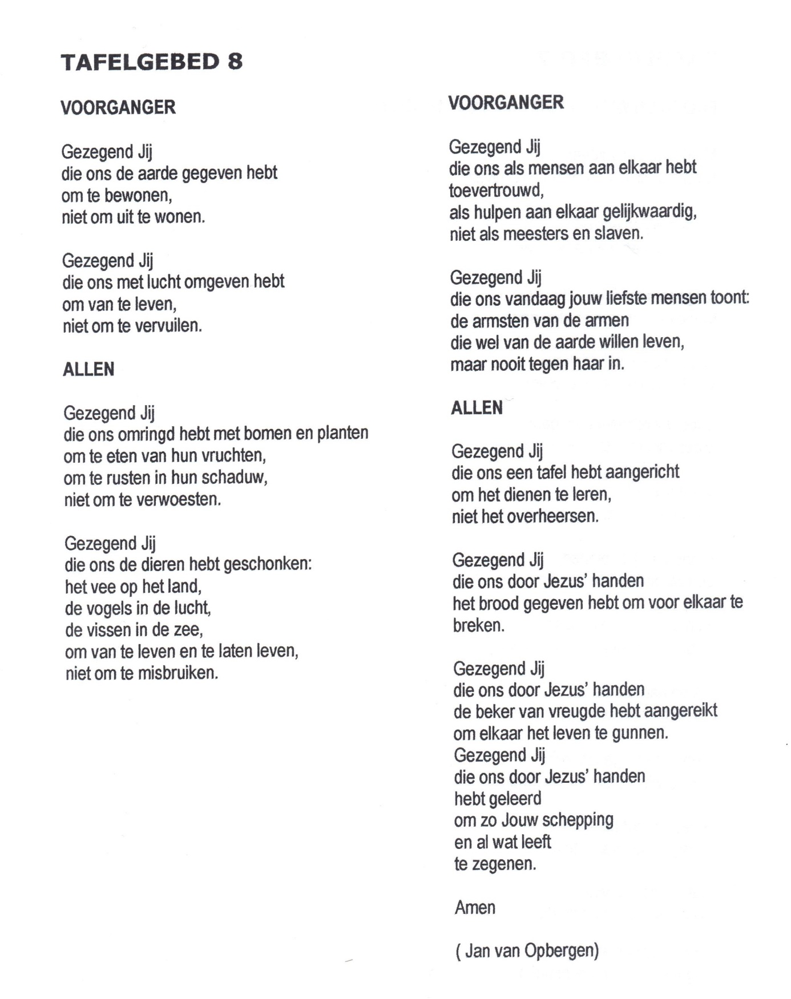 TAFELGEBED 8
VOORGANGER
Gezegend Jij
die ons de aarde gegeven hebt
om te bewonen,
niet om uit te wonen.
Gezegend Jij
die ons met lucht omgeven hebt
om van te leven,
niet om te vervuilen.
ALLEN
Gezegend Jij
die ons omringd hebt met bomen en planten
om te eten van hun vruchten,
om te rusten in hun schaduw,
niet om te verwoesten.
Gezegend Jij
die ons de dieren hebt geschonken:
het vee op het land,
de vogels in de lucht,
de vissen in de zee,
om van te leven en te laten leven,
niet om te misbruiken.
VOORGANGER
Gezegend Jij
die ons als mensen aan elkaar hebt
toevertrouwd,
als hulpen aan elkaar gelijkwaardig,
niet als meesters en slaven.
Gezegend Jij
die ons vandaag jouw liefste mensen toont:
de armsten van de armen
die wel van de aarde willen leven,
maar nooit tegen haar in.
ALLEN
Gezegend Jij
die ons een tafel hebt aangericht
om het dienen te leren,
niet het overheersen.
Gezegend Jij
die ons door Jezus’ handen
het brood gegeven hebt om voor elkaar te
breken.
Gezegend Jij
die ons door Jezus’ handen
de beker van vreugde hebt aangereikt
om elkaar het leven te gunnen.
Gezegend Jij
die ons door Jezus’ handen
hebt geleerd
om zo Jouw schepping
en al wat leeft
te zegenen.
Amen
( Jan van Opbergen)